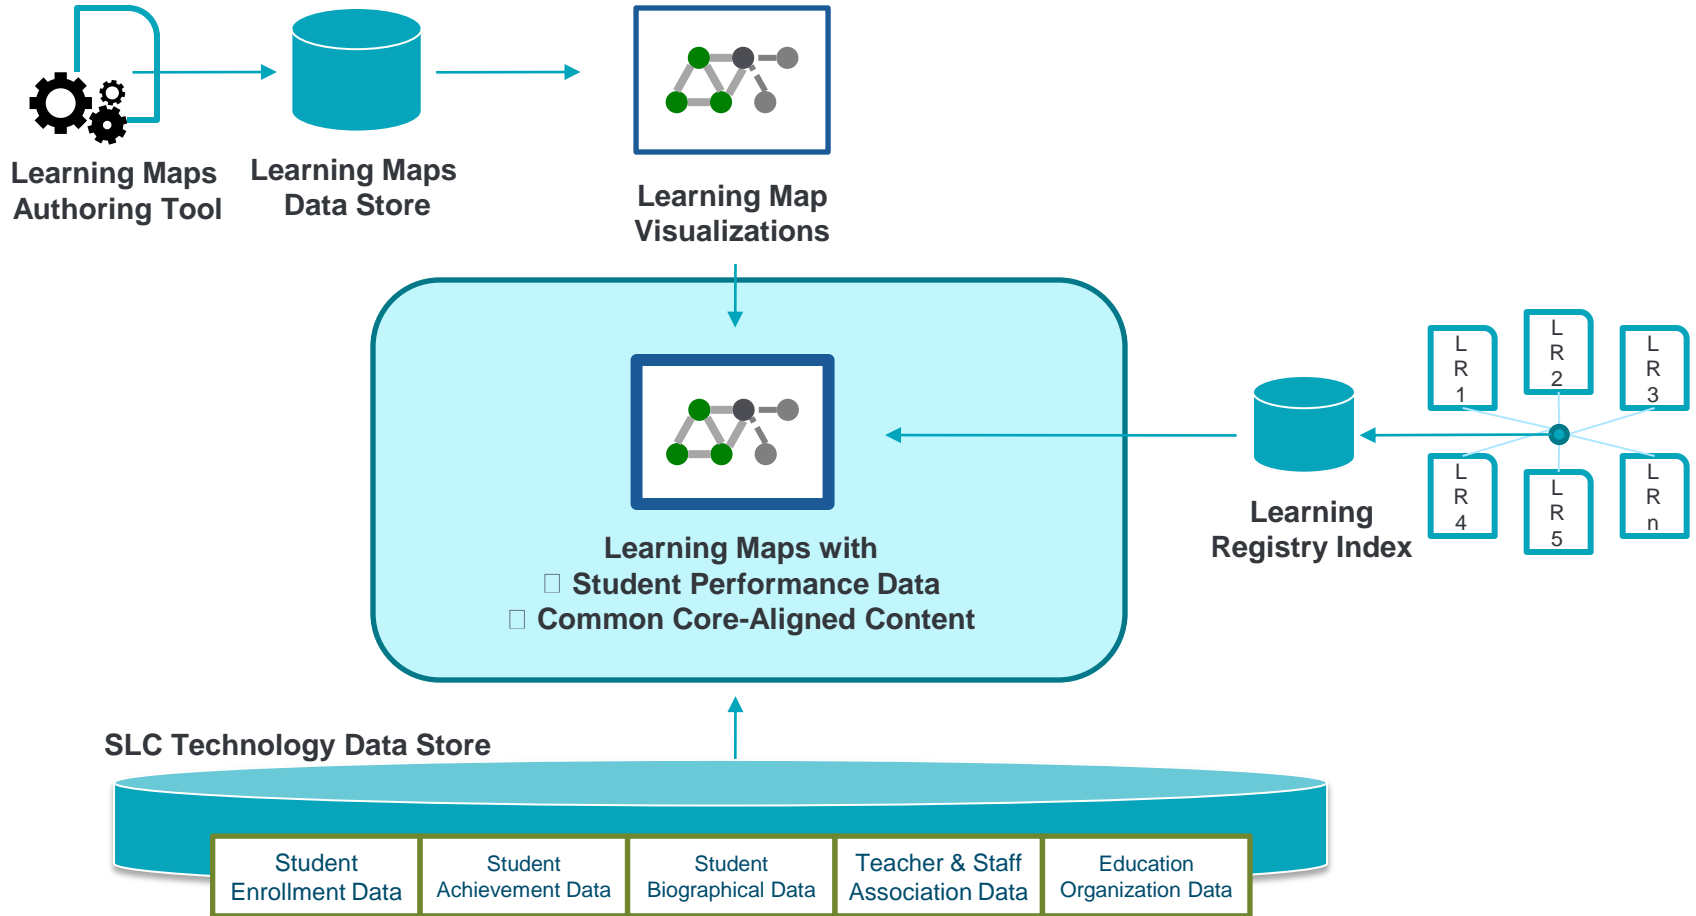 Learning Maps
Authoring Tool
Learning Maps
Data Store
Learning Map
Visualizations
L
R
1
L
R
2
L
R
3
L
R
4
L
R
5
L
R
n
Learning
Registry Index
Learning Maps with
Student Performance Data
Common Core-Aligned Content
SLC Technology Data Store
Student
Enrollment Data
Student
Achievement Data
Student
Biographical Data
Teacher & Staff
Association Data
Education
Organization Data